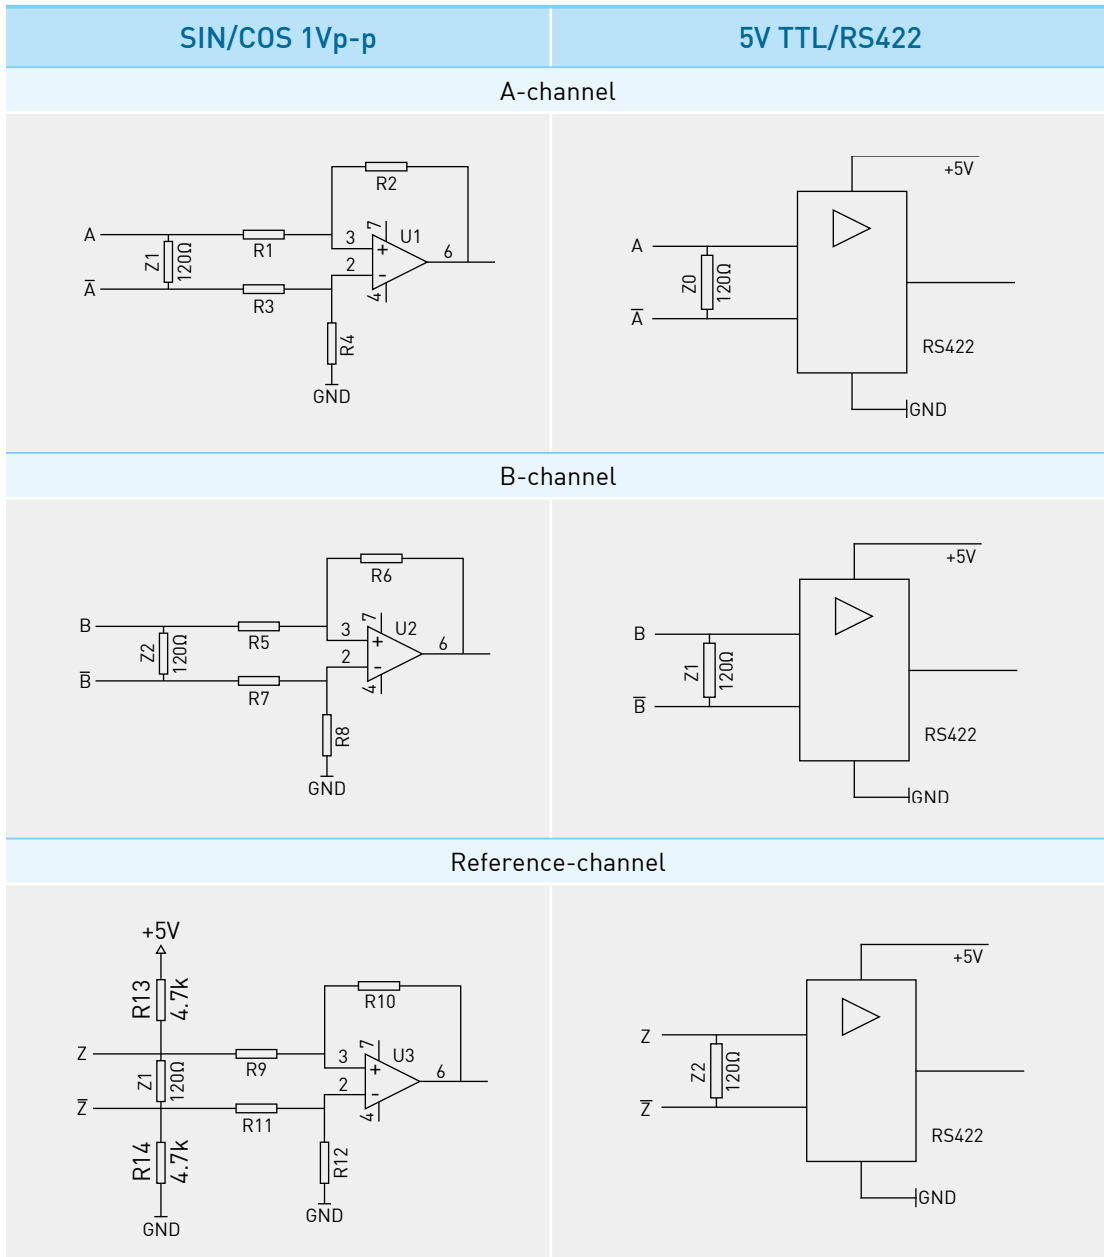 SIN/COS 1Vp-p
5V TTL/RS422
A-channel
R2
A
Z1
120Ω
R1
3
+
7
U1
6
2
-
4
A̅
R3
R4
GND
+5V
A
Z0
120Ω
A̅
RS422
GND
B-channel
R6
B
Z2
120Ω
R5
3
+
7
U2
6
2
-
4
B̅
R7
R8
GND
+5V
B
Z1
120Ω
B̅
RS422
GND
Reference-channel
+5V
R13
4.7k
R10
Z
Z1
120Ω
R9
3
+
7
U3
6
2
-
4
Z̅
R11
R14
4.7k
R12
GND
GND
+5V
Z
Z2
120Ω
Z̅
RS422
GND